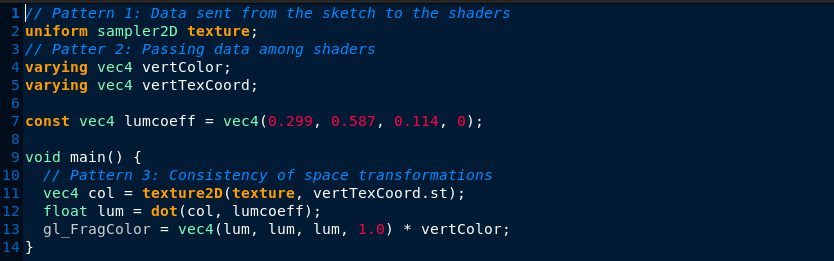 1 // Pattern 1: Data sent from the sketch to the shaders
2 uniform sampler2D texture;
3 // Patter 2: Passing data among shaders
4 varying vec4 vertColor;
5 varying vec4 vertTexCoord;
6
7 const vec4 lumcoeff = vec4(0.299, 0.587, 0.114, 0);
8
9 void main() {
10   // Pattern 3: Consistency of space transformations
11   vec4 col = texture2D(texture, vertTexCoord.st);
12   float lum = dot(col, lumcoeff);
13   gl_FragColor = vec4(lum, lum, lum, 1.0) * vertColor;
14 }